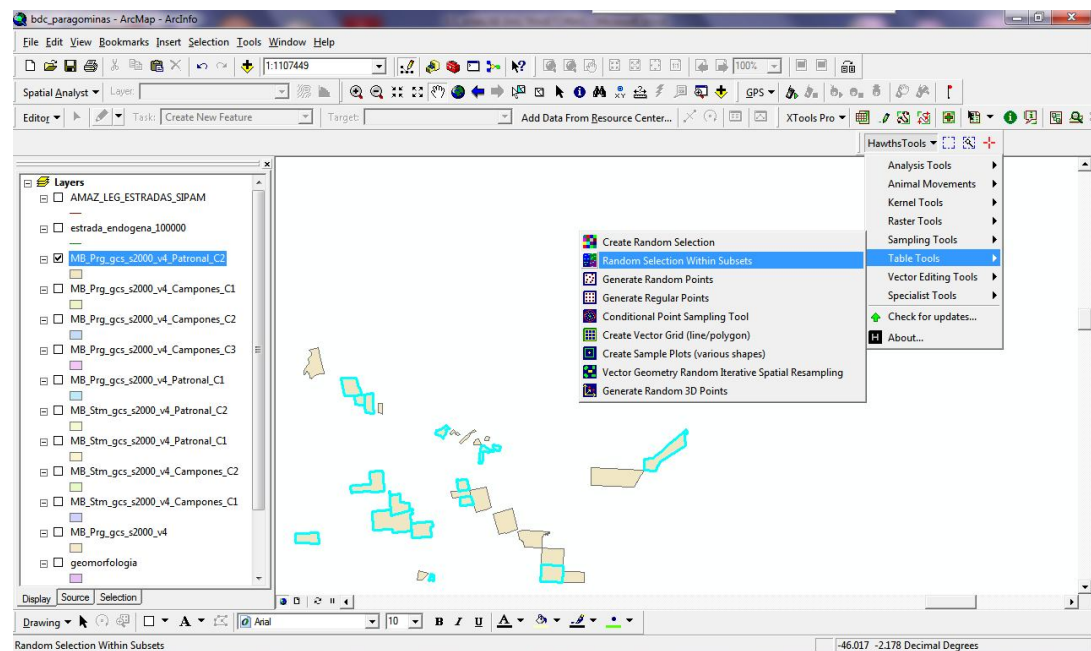 bdc_paragominas - ArcMap - ArcInfo
File Edit View Bookmarks Insert Selection Tools Window Help
1:1107449
100%
Spatial Analyst Layer:
GPS
Editor Task: Create New Feature Target: Add Data From Resource Center... XTools Pro
HawthsTools
Analysis Tools
Animal Movements
Kernel Tools
Raster Tools
Sampling Tools
Table Tools
Vector Editing Tools
Specialist Tools
Check for updates...
H About...
Create Random Selection
Random Selection Within Subsets
Generate Random Points
Generate Regular Points
Conditional Point Sampling Tool
Create Vector Grid (line/polygon)
Create Sample Plots (various shapes)
Vector Geometry Random Iterative Spatial Resampling
Generate Random 3D Points
Layers
AMAZ_LEG_ESTRADAS_SIPAM
estrada_endogena_100000
MB_Prg_gcs_s2000_v4_Patronal_C2
MB_Prg_gcs_s2000_v4_Campones_C1
MB_Prg_gcs_s2000_v4_Campones_C2
MB_Prg_gcs_s2000_v4_Campones_C3
MB_Prg_gcs_s2000_v4_Patronal_C1
MB_Stm_gcs_s2000_v4_Patronal_C2
MB_Stm_gcs_s2000_v4_Patronal_C1
MB_Stm_gcs_s2000_v4_Campones_C2
MB_Stm_gcs_s2000_v4_Campones_C1
MB_Prg_gcs_s2000_v4
geomorfologia
Display Source Selection
Drawing A Arial 10 B I U A
Random Selection Within Subsets
-46.017 -2.178 Decimal Degrees